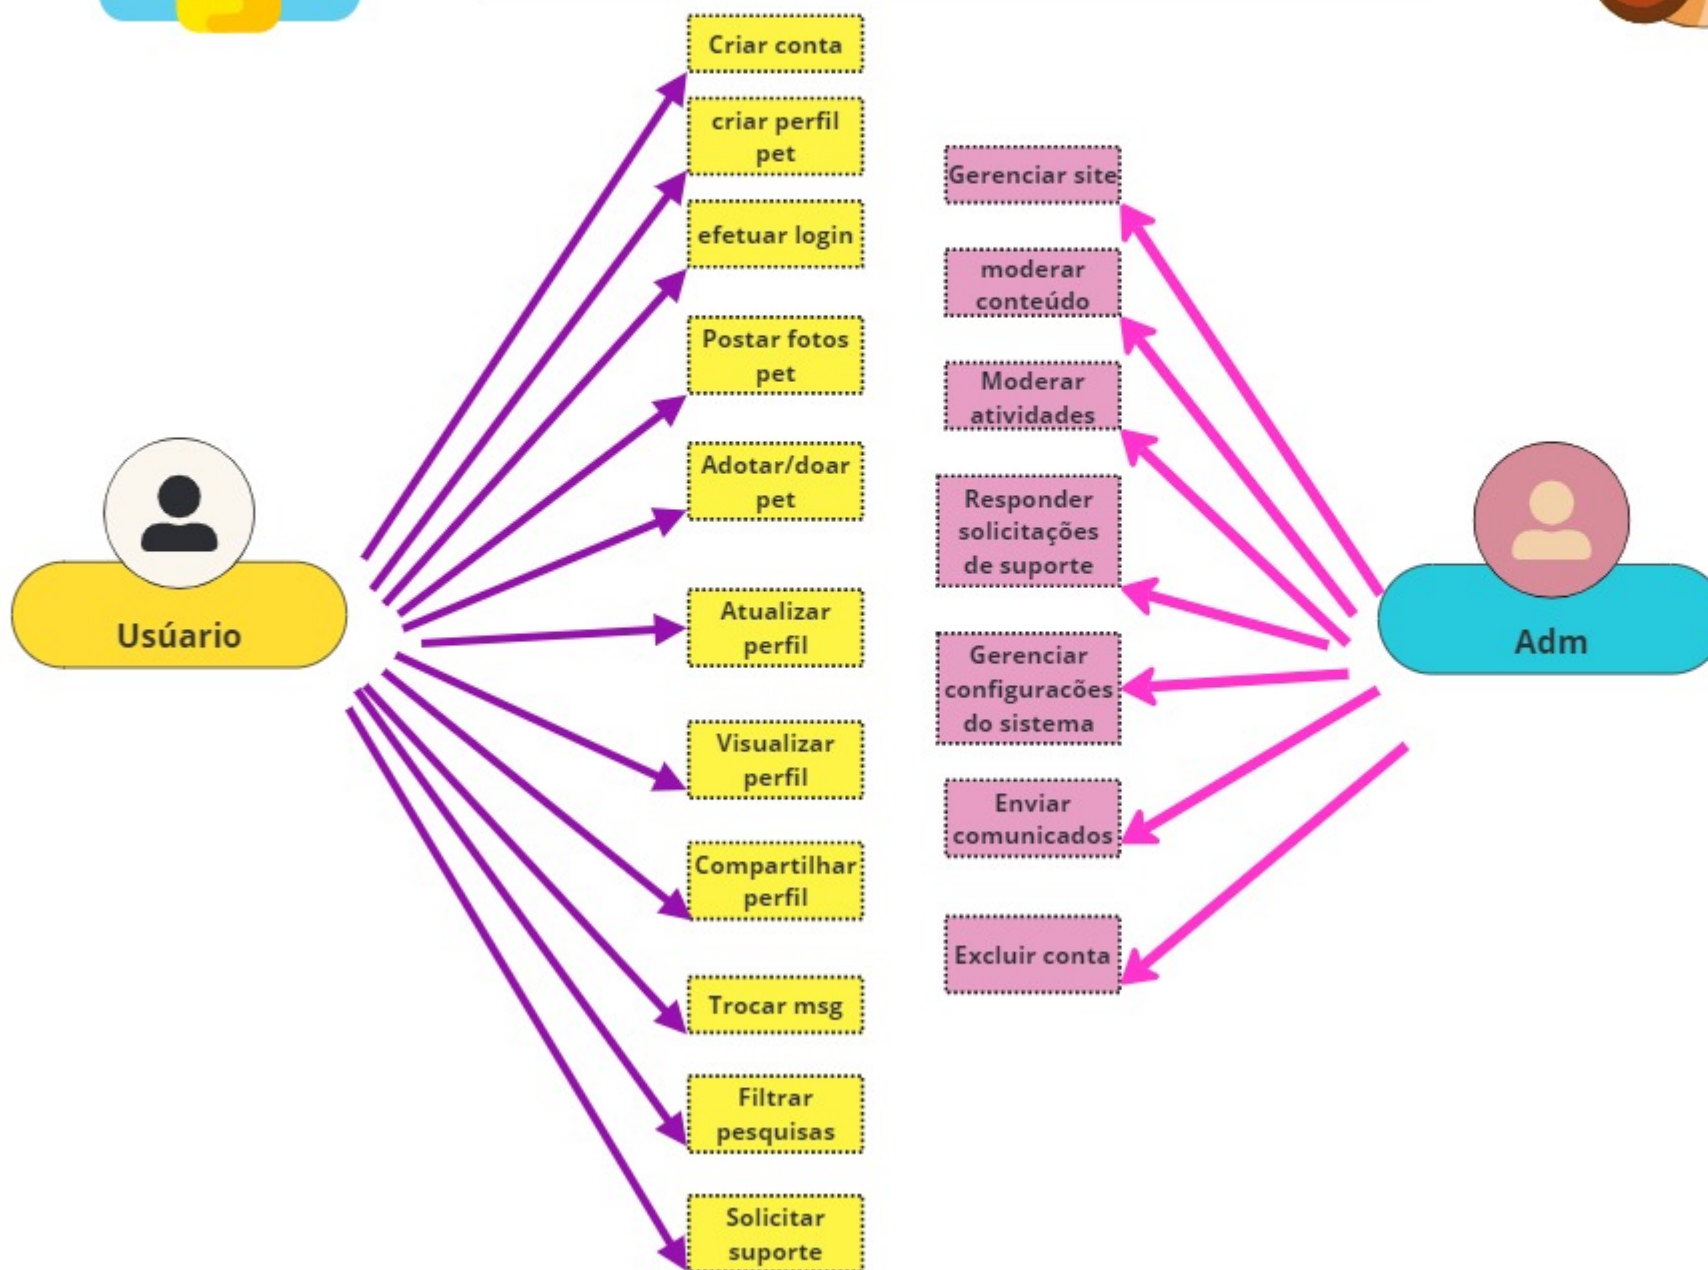 Criar conta
criar perfil
pet
efetuar login
Postar fotos
pet
Adotar/doar
pet
Atualizar
perfil
Visualizar
perfil
Compartilhar
perfil
Trocar msg
Filtrar
pesquisas
Solicitar
suporte
Usúario
Gerenciar site
moderar
conteúdo
Moderar
atividades
Responder
solicitações
de suporte
Gerenciar
configuracões
do sistema
Enviar
comunicados
Excluir conta
Adm